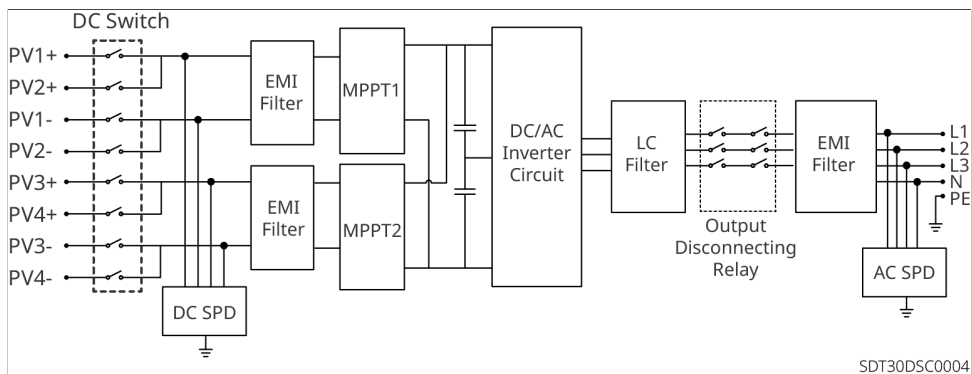 DC Switch
PV1+
PV2+
PV1-
PV2-
PV3+
PV4+
PV3-
PV4-
EMI
Filter
MPPT1
EMI
Filter
MPPT2
DC SPD
DC/AC
Inverter
Circuit
LC
Filter
Output
Disconnecting
Relay
EMI
Filter
L1
L2
L3
N
PE
AC SPD
SDT30DSC0004